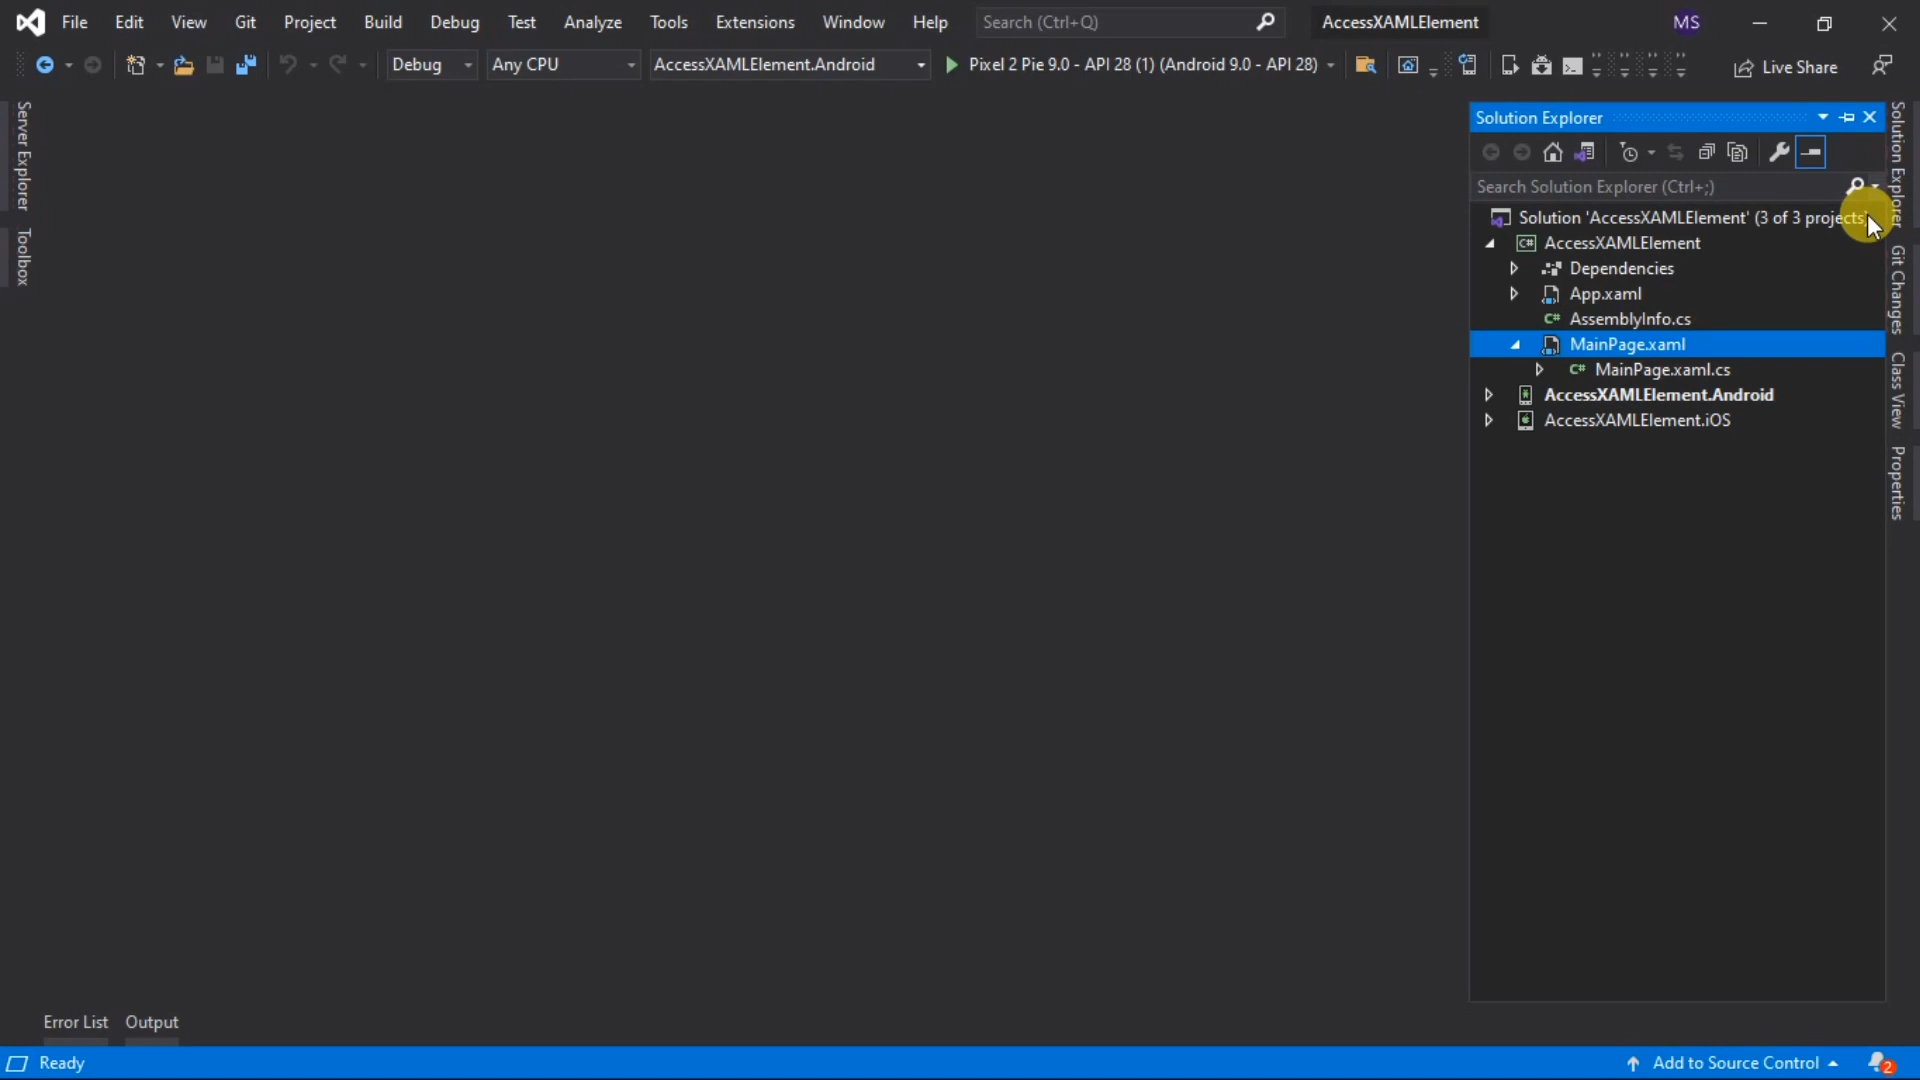 File Edit View Git Project Build Debug Test Analyze Tools Extensions Window Help Search (Ctrl+Q) AccessXAMLElement MS
Debug Any CPU AccessXAMLElement.Android Pixel 2 Pie 9.0 - API 28 (1) (Android 9.0 - API 28) Live Share
Server Explorer
Toolbox
Solution Explorer
Search Solution Explorer (Ctrl+;)
Solution 'AccessXAMLElement' (3 of 3 projects)
C# AccessXAMLElement
Dependencies
App.xaml
C# AssemblyInfo.cs
MainPage.xaml
C# MainPage.xaml.cs
AccessXAMLElement.Android
AccessXAMLElement.iOS
Solution Explorer
Git Changes
Class View
Properties
Error List Output
Ready Add to Source Control 2